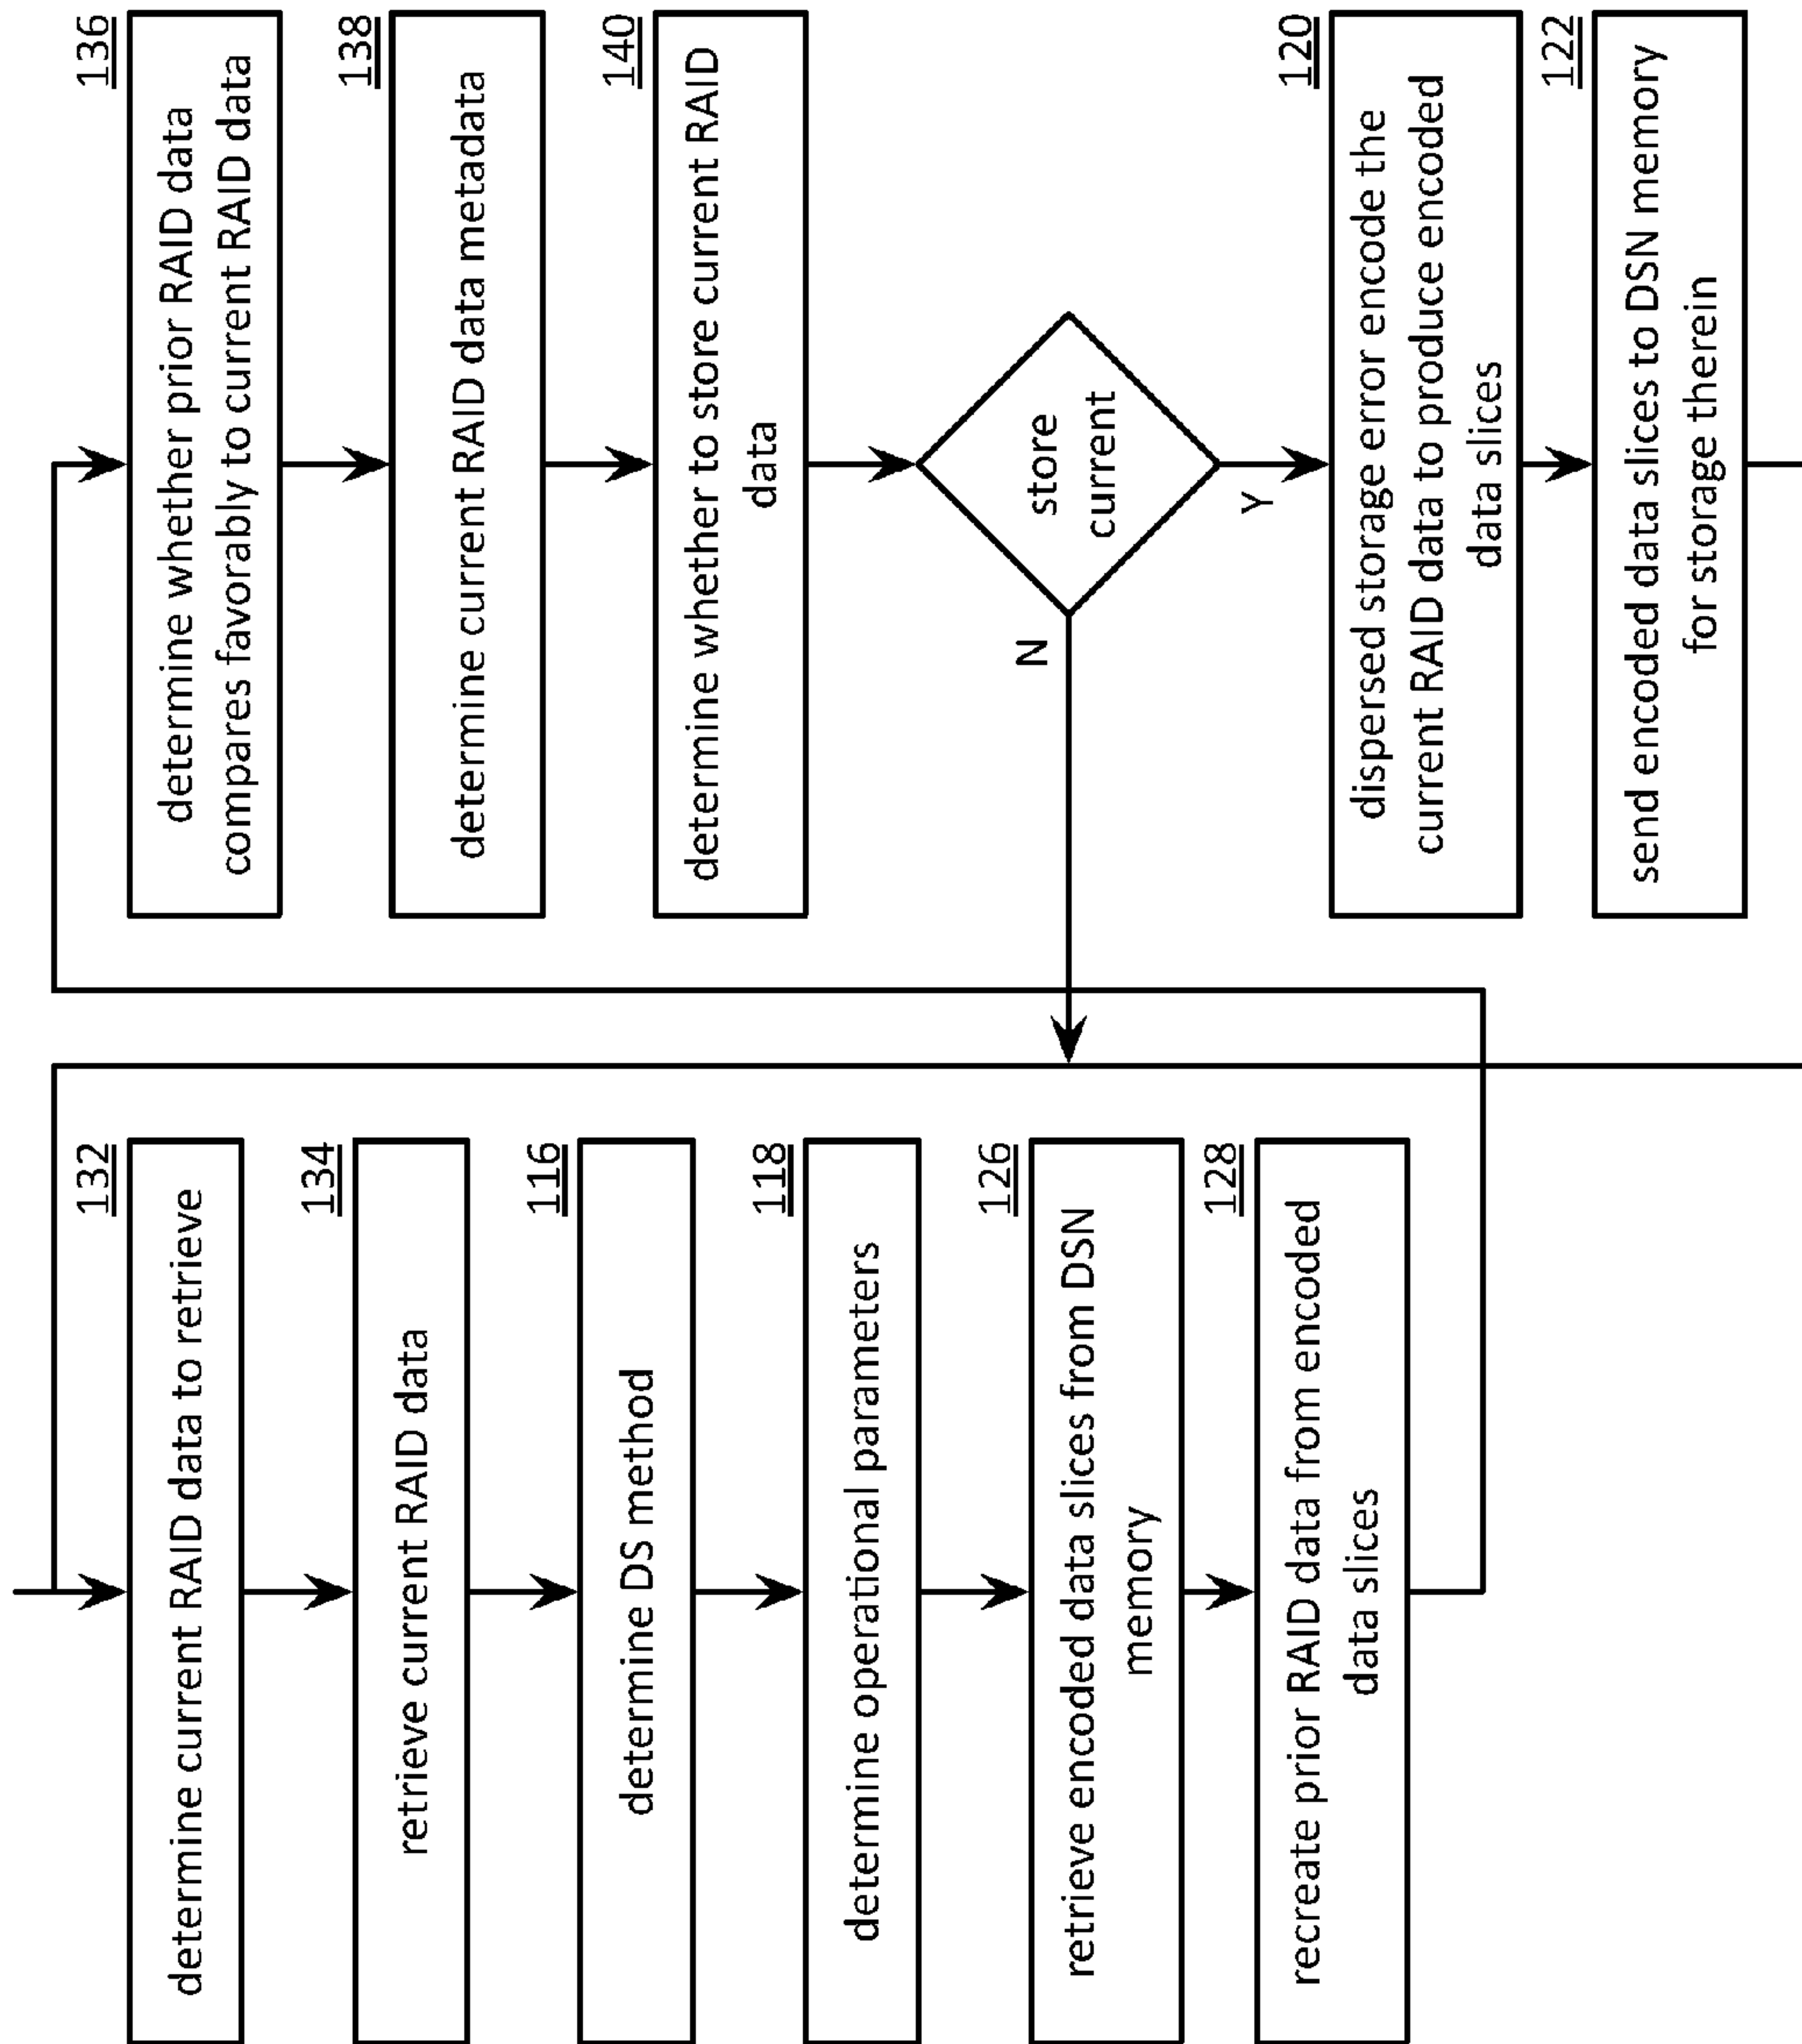 132
determine current RAID data to retrieve
134
retrieve current RAID data
116
determine DS method
118
determine operational parameters
126
retrieve encoded data slices from DSN
memory
128
recreate prior RAID data from encoded
data slices
136
determine whether prior RAID data
compares favorably to current RAID data
138
determine current RAID data metadata
140
determine whether to store current RAID
data
store
current
N
Y
120
dispersed storage error encode the
current RAID data to produce encoded
data slices
122
send encoded data slices to DSN memory
for storage therein